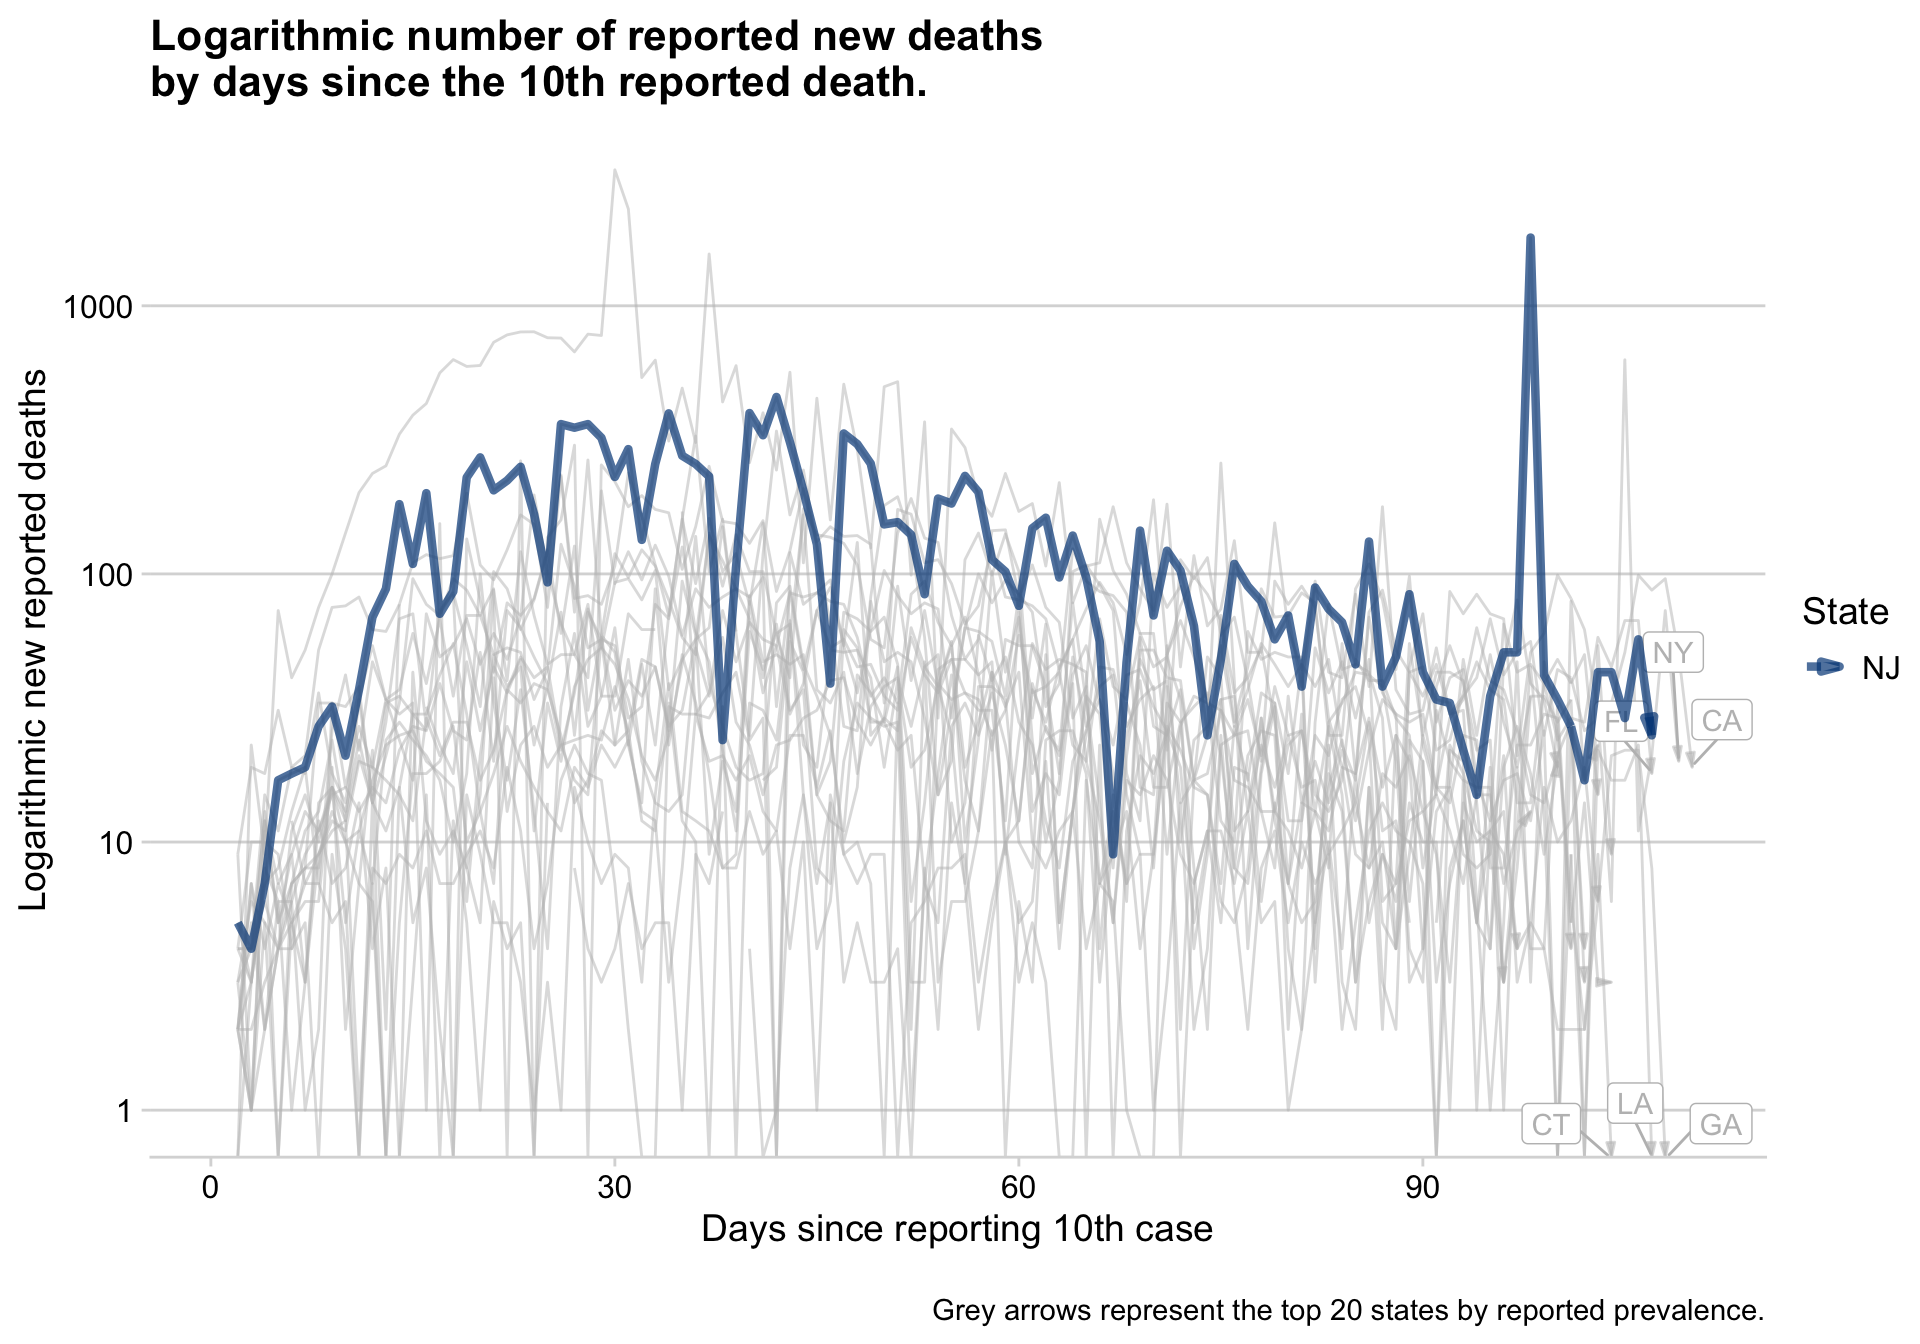 Logarithmic number of reported new deaths
by days since the 10th reported death.
Logarithmic new reported deaths
1000
100
10
1
0
30
60
90
Days since reporting 10th case
NY
FL
CA
CT
LA
GA
State
NJ
Grey arrows represent the top 20 states by reported prevalence.